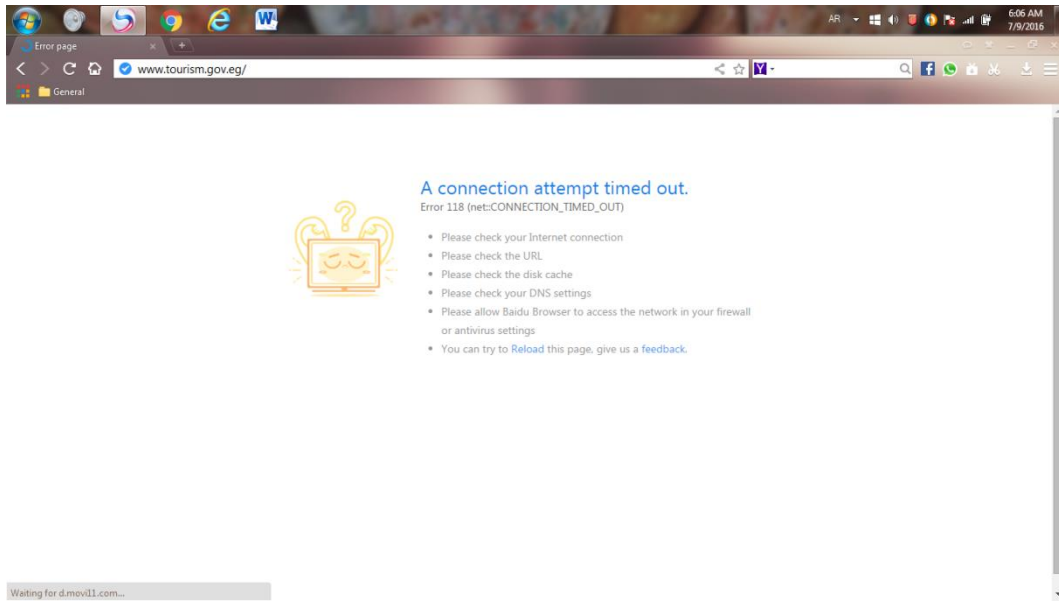 AR
6:06 AM
7/9/2016
Error page
www.tourism.gov.eg/
General
A connection attempt timed out.
Error 118 (net::CONNECTION_TIMED_OUT)
Please check your Internet connection
Please check the URL
Please check the disk cache
Please check your DNS settings
Please allow Baidu Browser to access the network in your firewall
or antivirus settings
You can try to Reload this page, give us a feedback.
Waiting for d.movi11.com...